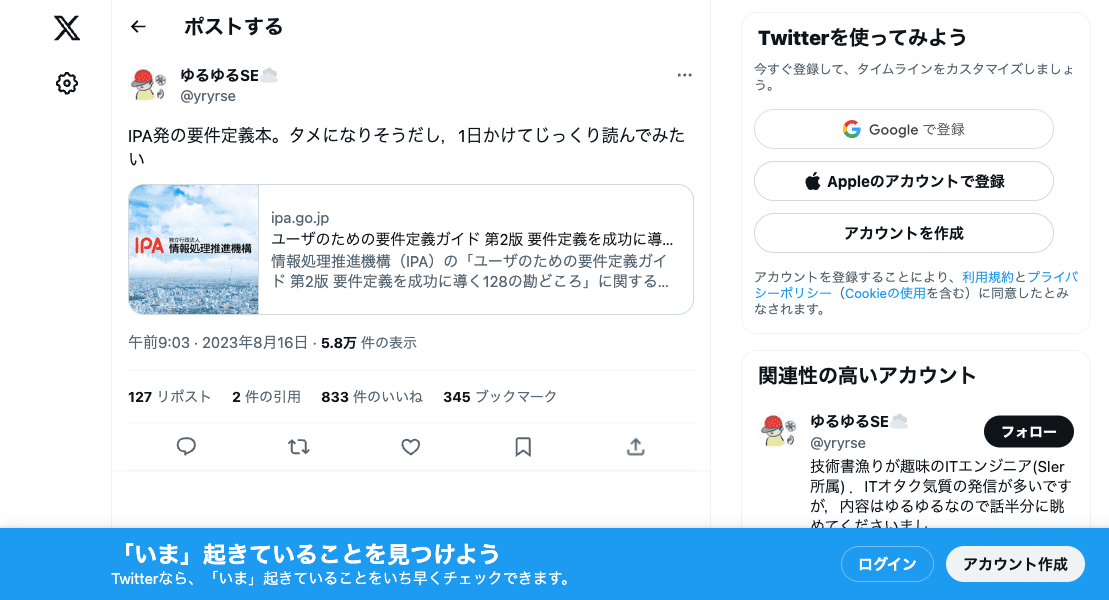 ポストする
ゆるゆるSE
@yryrse
IPA発の要件定義本。タメになりそうだし，1日かけてじっくり読んでみた
い
IPA 独立行政法人 情報処理推進機構
ipa.go.jp
ユーザのための要件定義ガイド 第2版 要件定義を成功に導...
情報処理推進機構（IPA）の「ユーザのための要件定義ガイ
ド 第2版 要件定義を成功に導く128の勘どころ」に関する...
午前9:03 · 2023年8月16日 · 5.8万 件の表示
127 リポスト 2 件の引用 833 件のいいね 345 ブックマーク
Twitterを使ってみよう
今すぐ登録して、タイムラインをカスタマイズしましょ
う。
Google で登録
Appleのアカウントで登録
アカウントを作成
アカウントを登録することにより、利用規約とプライバ
シーポリシー（Cookieの使用を含む）に同意したとみ
なされます。
関連性の高いアカウント
ゆるゆるSE
@yryrse
フォロー
技術書漁りが趣味のITエンジニア(SIer
所属)．ITオタク気質の発信が多いです
が，内容はゆるゆるなので話半分に眺
めてくださいまし
「いま」起きていることを見つけよう
Twitterなら、「いま」起きていることをいち早くチェックできます。
ログイン
アカウント作成